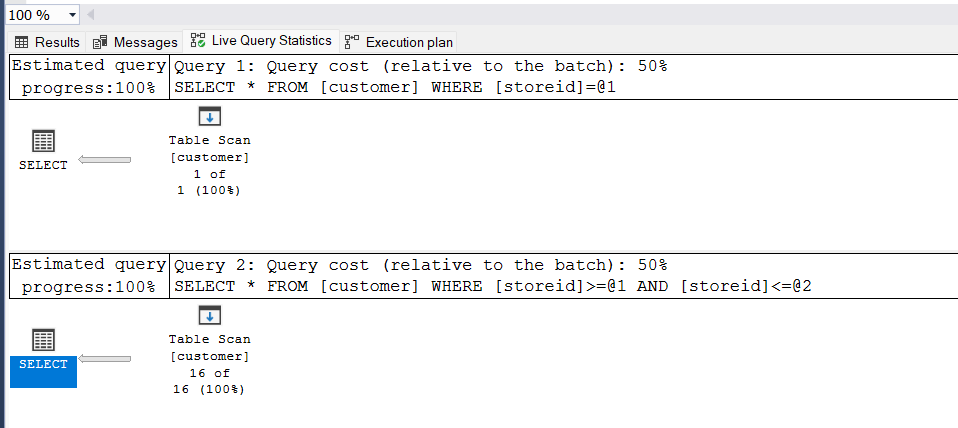 100 %
Results Messages Live Query Statistics Execution plan
Estimated query progress:100%
Query 1: Query cost (relative to the batch): 50%
SELECT * FROM [customer] WHERE [storeid]=@1
SELECT
Table Scan
[customer]
1 of
1 (100%)
Estimated query progress:100%
Query 2: Query cost (relative to the batch): 50%
SELECT * FROM [customer] WHERE [storeid]>=@1 AND [storeid]<=@2
SELECT
Table Scan
[customer]
16 of
16 (100%)